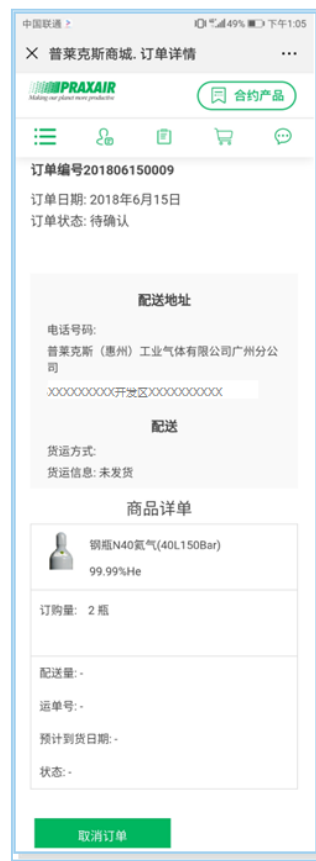 中国联通 49% 下午1:05
普莱克斯商城. 订单详情 ...
PRAXAIR
Making our planet more productive
合约产品
订单编号201806150009
订单日期: 2018年6月15日
订单状态: 待确认
配送地址
电话号码:
普莱克斯（惠州）工业气体有限公司广州分公
司
XXXXXXXXX开发区XXXXXXXXXX
配送
货运方式:
货运信息: 未发货
商品详单
钢瓶N40氦气(40L150Bar)
99.99%He
订购量: 2 瓶
配送量: -
运单号: -
预计到货日期: -
状态: -
取消订单